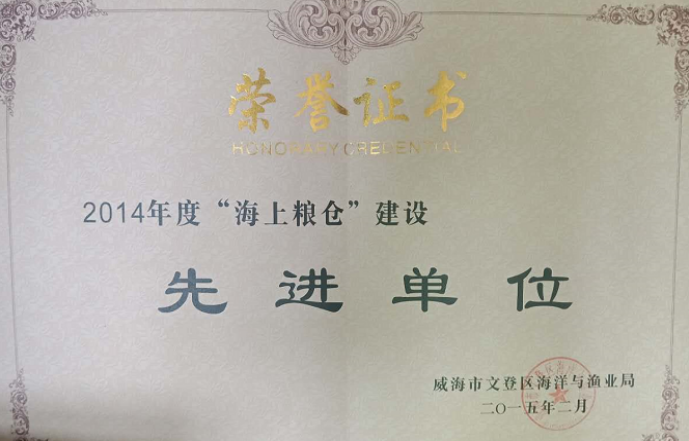 荣誉证书
HONORARY CREDENTIAL
2014年度“海上粮仓”建设
先进单位
威海市文登区海洋与渔业局
二〇一五年二月